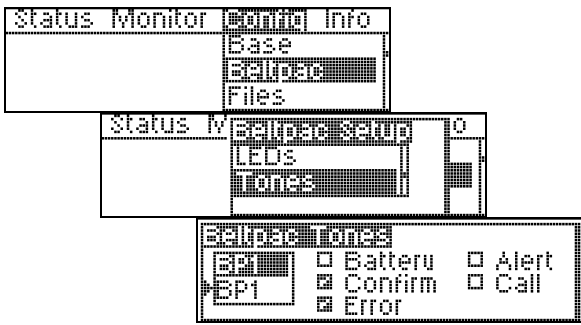 Status Monitor Config Info
Base
Beltpac
Files
Status M
Beltpac Setup
o
LEDs
Tones
Beltpac Tones
BP1 Battery Alert
BP1 Confirm Call
Error